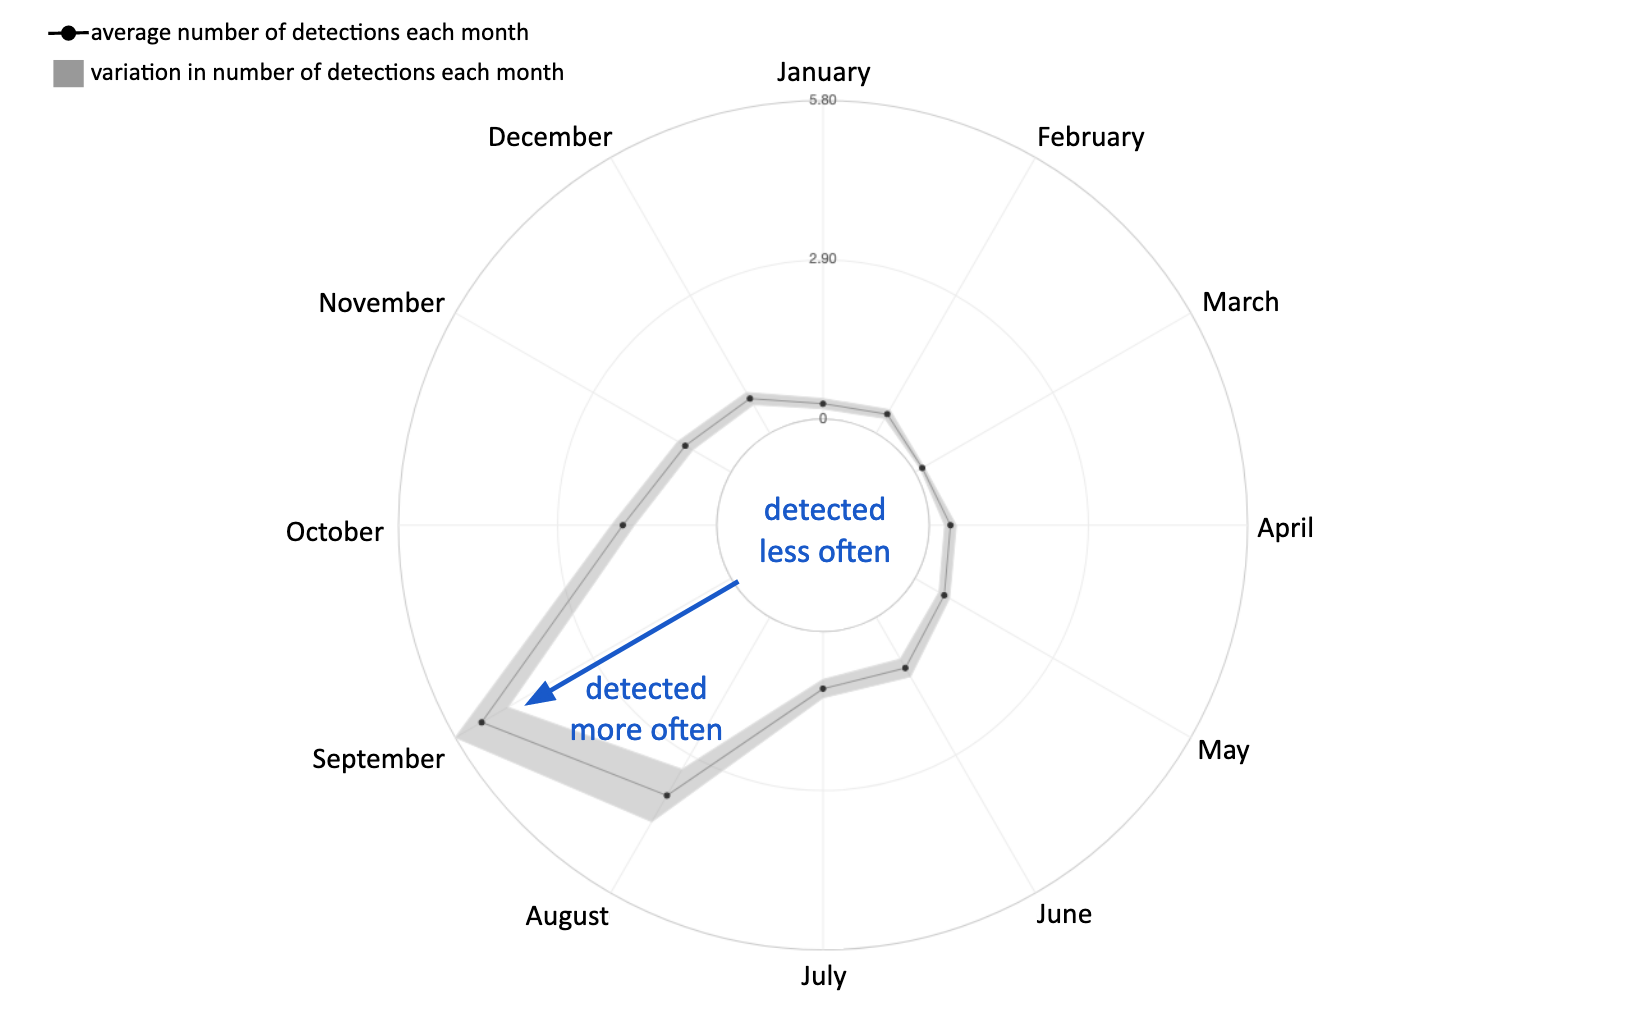 average number of detections each month
variation in number of detections each month
January
5.80
December
February
2.90
November
March
0
detected
less often
October
April
detected
more often
September
May
August
June
July